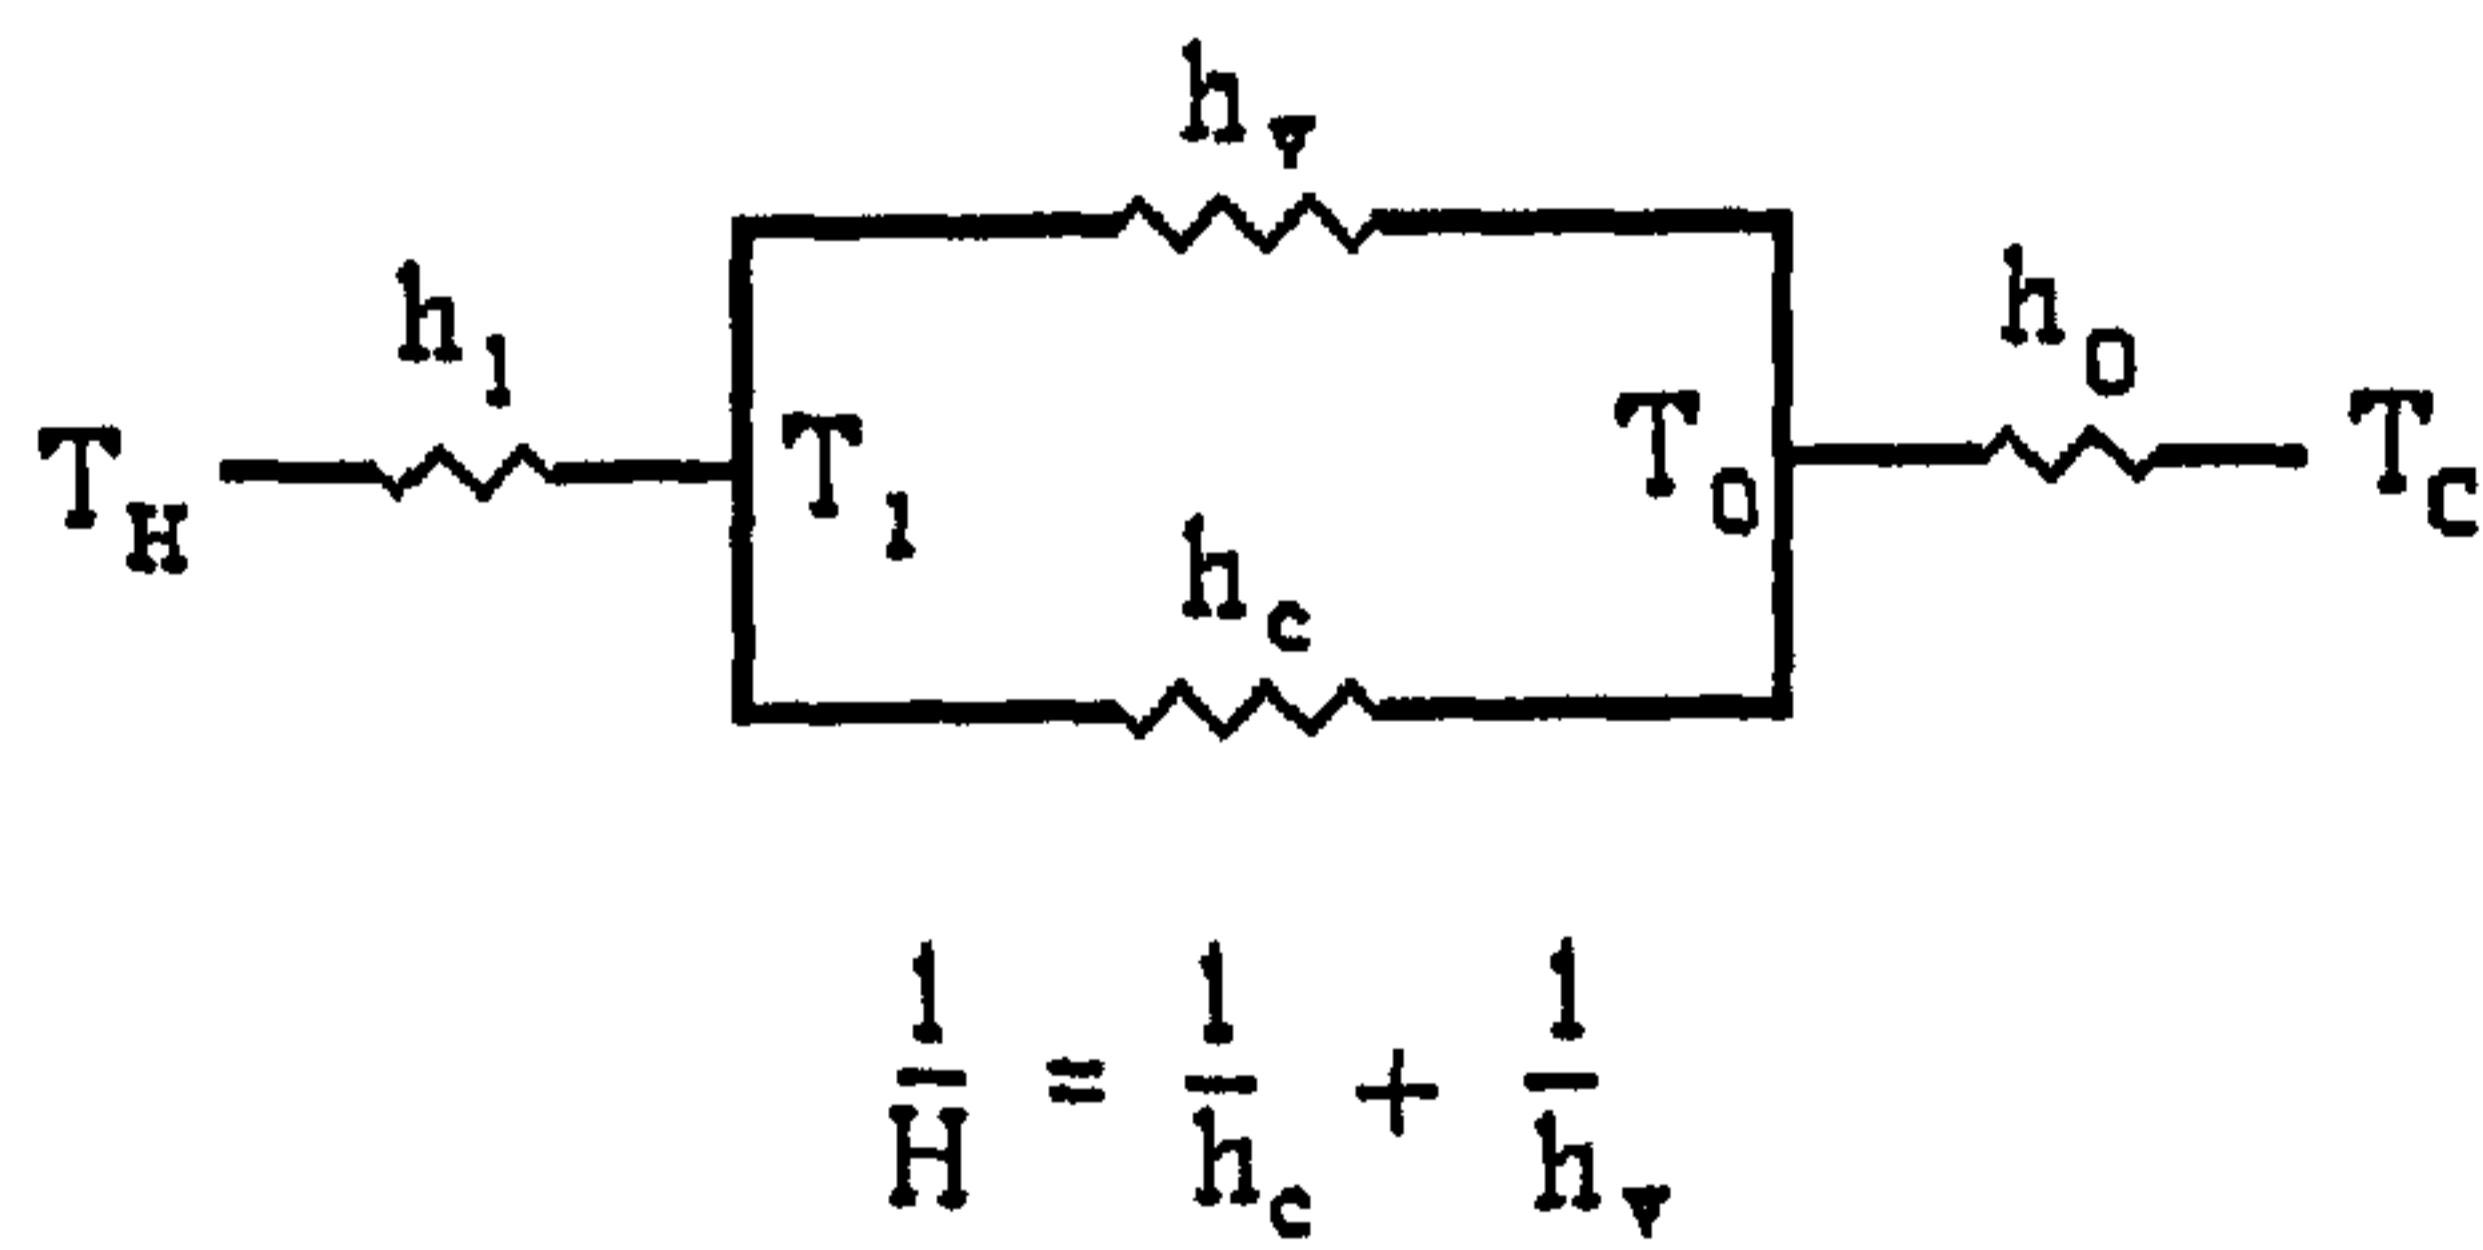 h_v
h_1 h_0
T_H T_1 T_0 T_C
h_c
1/H = 1/h_c + 1/h_v